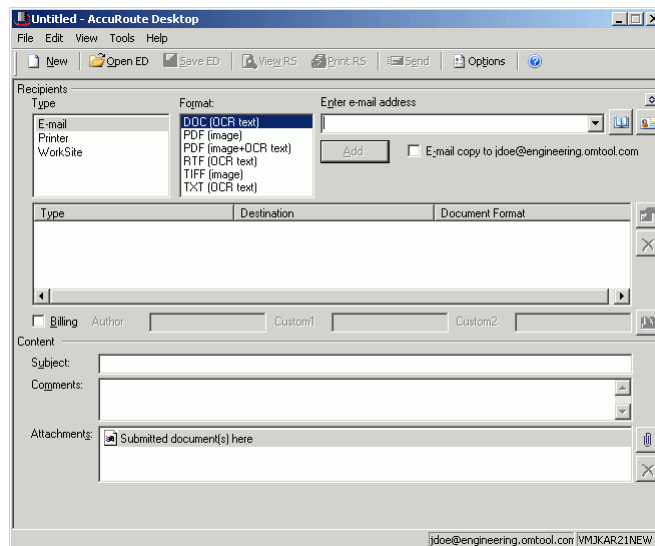 Untitled - AccuRoute Desktop
File Edit View Tools Help
New Open ED Save ED View RS Print RS Send Options
Recipients
Type Format: Enter e-mail address
E-mail
Printer
WorkSite
DOC (OCR text)
PDF (image)
PDF (image+OCR text)
RTF (OCR text)
TIFF (image)
TXT (OCR text)
Add E-mail copy to jdoe@engineering.omtool.com
Type Destination Document Format
Billing Author Custom1 Custom2
Content
Subject:
Comments:
Attachments: Submitted document(s) here
jdoe@engineering.omtool.com VMJKAR21NEW